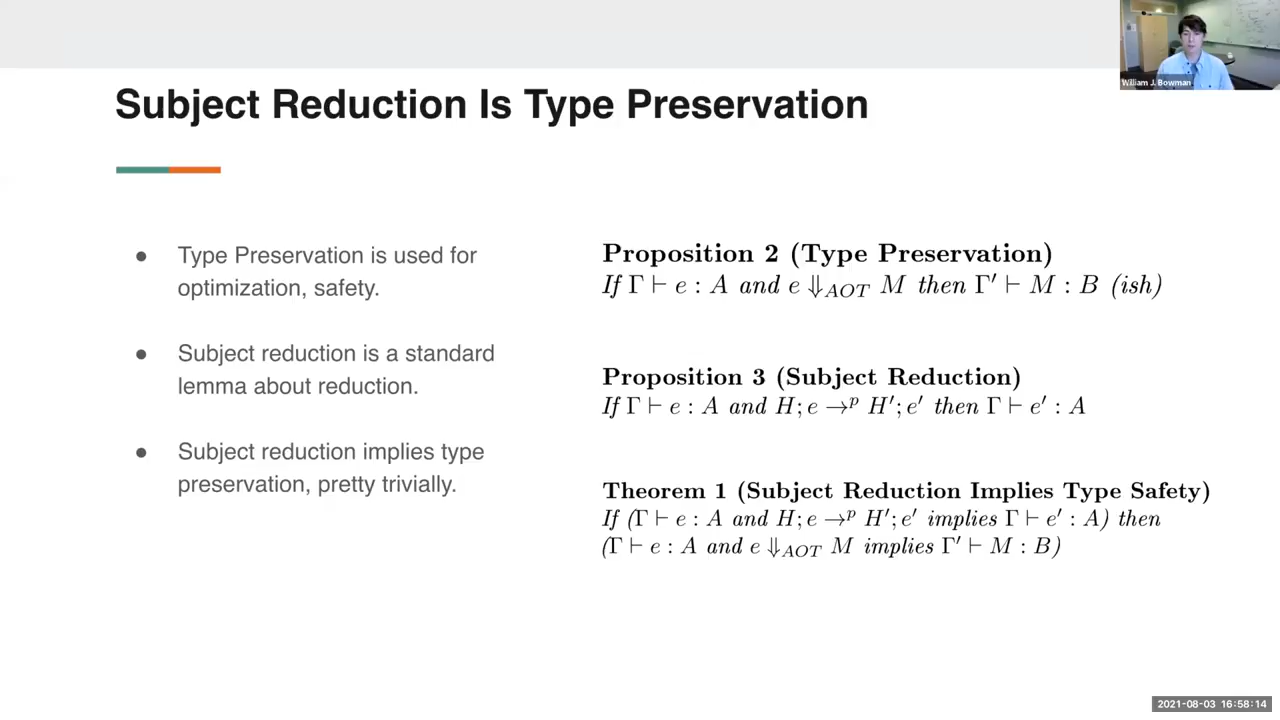 William J. Bowman
Subject Reduction Is Type Preservation
● Type Preservation is used for
optimization, safety.
● Subject reduction is a standard
lemma about reduction.
● Subject reduction implies type
preservation, pretty trivially.
Proposition 2 (Type Preservation)
If Γ ⊢ e : A and e ⇓AOT M then Γ′ ⊢ M : B (ish)
Proposition 3 (Subject Reduction)
If Γ ⊢ e : A and H; e →ᵖ H′; e′ then Γ ⊢ e′ : A
Theorem 1 (Subject Reduction Implies Type Safety)
If (Γ ⊢ e : A and H; e →ᵖ H′; e′ implies Γ ⊢ e′ : A) then
(Γ ⊢ e : A and e ⇓AOT M implies Γ′ ⊢ M : B)
2021-08-03 16:58:14